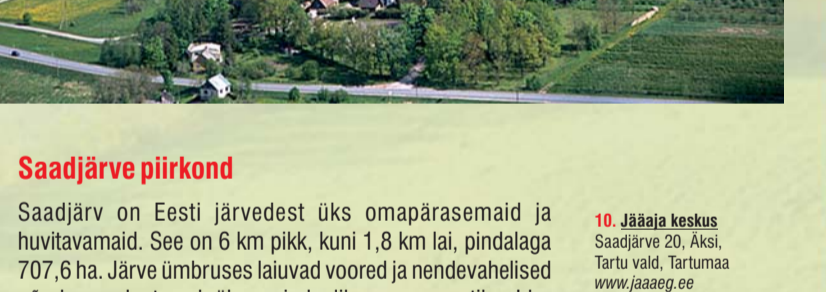 Saadjärve piirkond
Saadjärv on Eesti järvedest üks omapärasemaid ja
huvitavamaid. See on 6 km pikk, kuni 1,8 km lai, pindalaga
707,6 ha. Järve ümbruses laiuvad voored ja nendevahelised
10. Jääaja keskus
Saadjärve 20, Äksi,
Tartu vald, Tartumaa
www.jaaaeg.ee